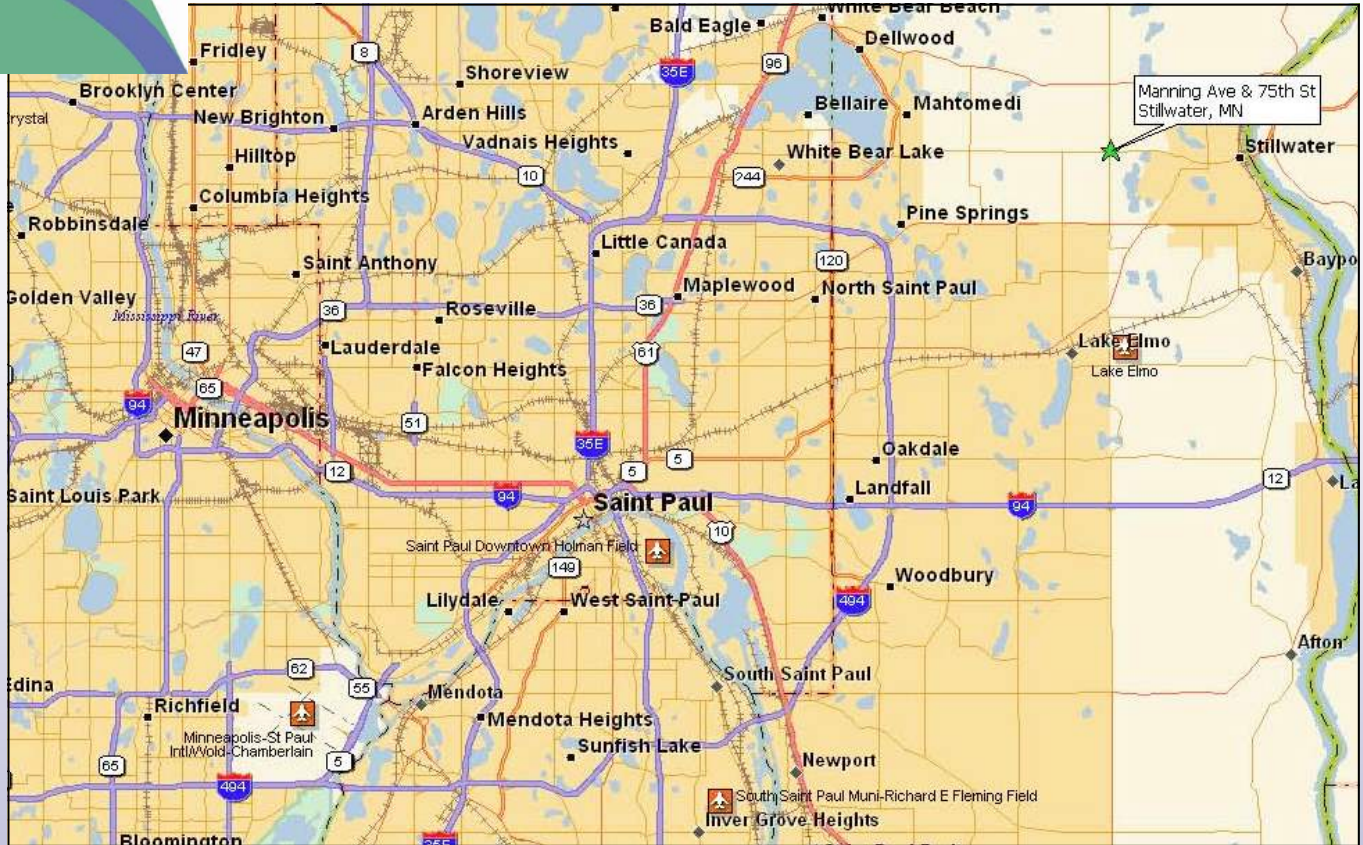 White Bear Beach
Bald Eagle
Dellwood
Fridley
8
35E
96
Shoreview
Brooklyn Center
Manning Ave & 75th St
Stillwater, MN
Bellaire
Mahtomedi
New Brighton
Arden Hills
rystal
Vadnais Heights
White Bear Lake
Stillwater
Hilltop
10
244
Columbia Heights
Robbinsdale
Pine Springs
Little Canada
Saint Anthony
120
Baypo
Maplewood
North Saint Paul
Golden Valley
Mississippi River
36
Roseville
36
47
Lauderdale
61
Lake Elmo
Falcon Heights
Lake Elmo
65
94
Minneapolis
51
35E
Oakdale
12
5
5
Saint Louis Park
94
Saint Paul
Landfall
94
12
La
10
Saint Paul Downtown Holman Field
149
Woodbury
Lilydale
West Saint Paul
494
Afton
62
South Saint Paul
Edina
55
Mendota
Richfield
Mendota Heights
Minneapolis-St Paul
Intl/Wold-Chamberlain
Sunfish Lake
65
5
Newport
494
South Saint Paul Muni-Richard E Fleming Field
Inver Grove Heights
Bloomington
35E